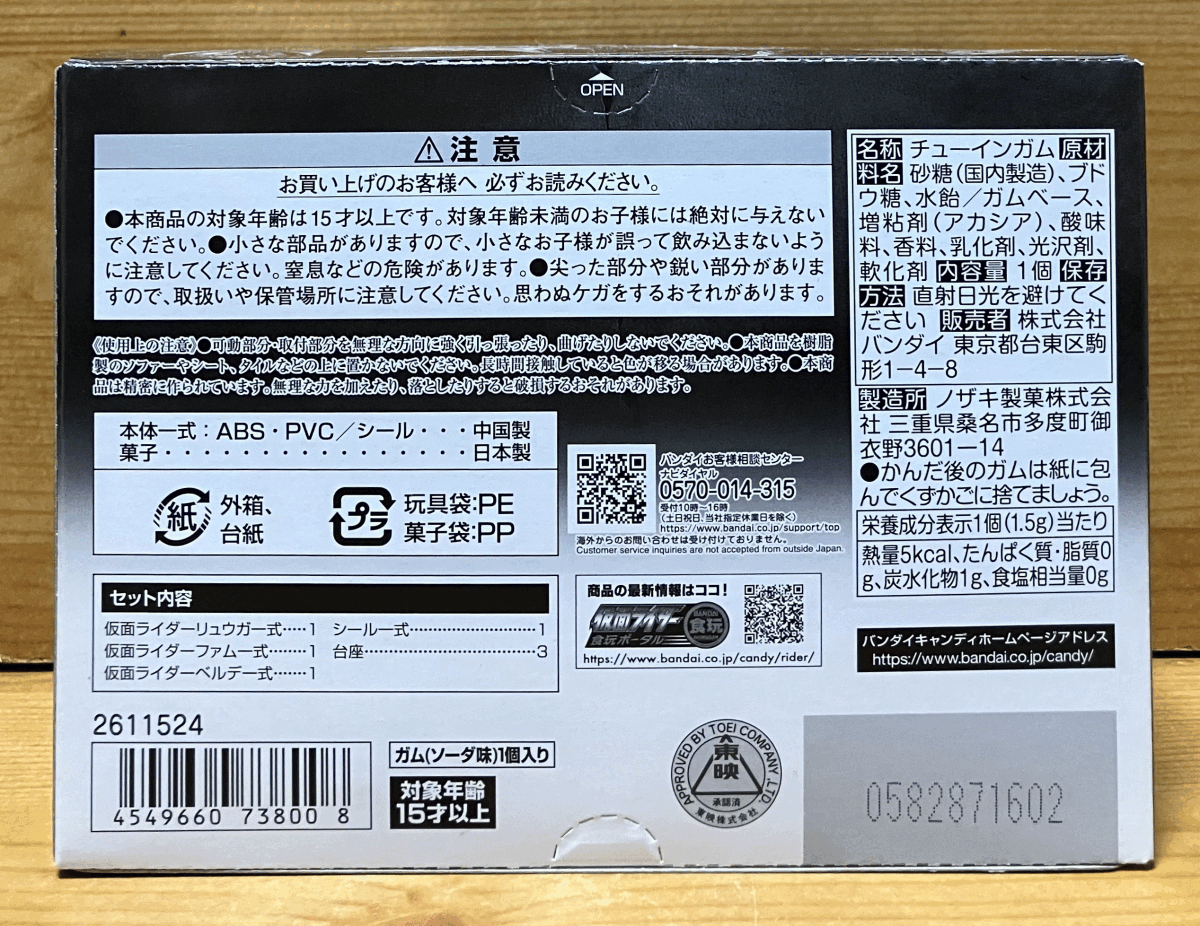 OPEN
⚠注意
お買い上げのお客様へ 必ずお読みください。
●本商品の対象年齢は15才以上です。対象年齢未満のお子様には絶対に与えない
でください。●小さな部品がありますので、小さなお子様が誤って飲み込まないよう
に注意してください。窒息などの危険があります。●尖った部分や鋭い部分がありま
すので、取扱いや保管場所に注意してください。思わぬケガをするおそれがあります。
《使用上の注意》●可動部分・取付部分を無理な方向に強く引っ張ったり、曲げたりしないでください。●本商品を樹脂
製のソファーやシート、タイルなどの上に置かないでください。長時間接触していると色が移る場合があります。●本商
品は精密に作られています。無理な力を加えたり、落としたりすると破損するおそれがあります。
本体一式:ABS・PVC/シール・・・中国製
菓子・・・・・・・・・・・・・・・・日本製
紙
外箱、
台紙
プラ
玩具袋:PE
菓子袋:PP
セット内容
仮面ライダーリュウガ一式‥‥1
仮面ライダーファム一式‥‥1
仮面ライダーベルデ一式‥‥1
シール一式‥‥‥‥‥‥‥‥1
台座‥‥‥‥‥‥‥‥‥‥3
2611524
4549660 73800 8
ガム(ソーダ味)1個入り
対象年齢
15才以上
バンダイお客様相談センター
ナビダイヤル
0570-014-315
受付10時~16時
(土日祝日、当社指定休業日を除く)
https://www.bandai.co.jp/support/top
海外からのお問い合わせは受け付けておりません。
Customer service inquiries are not accepted from outside Japan.
商品の最新情報はココ!
仮面ライダー
食玩ポータル
BANDAI
食玩
https://www.bandai.co.jp/candy/rider/
APPROVED BY TOEI COMPANY, LTD.
東映
承認済
東映株式会社
名称 チューインガム 原材
料名 砂糖(国内製造)、ブド
ウ糖、水飴/ガムベース、
増粘剤(アカシア)、酸味
料、香料、乳化剤、光沢剤、
軟化剤 内容量 1個 保存
方法 直射日光を避けてく
ださい 販売者 株式会社
バンダイ 東京都台東区駒
形1-4-8
製造所 ノザキ製菓株式会
社 三重県桑名市多度町御
衣野3601-14
●かんだ後のガムは紙に包
んでくずかごに捨てましょう。
栄養成分表示1個(1.5g)当たり
熱量5kcal、たんぱく質・脂質0
g、炭水化物1g、食塩相当量0g
バンダイキャンディホームページアドレス
https://www.bandai.co.jp/candy/
0582871602